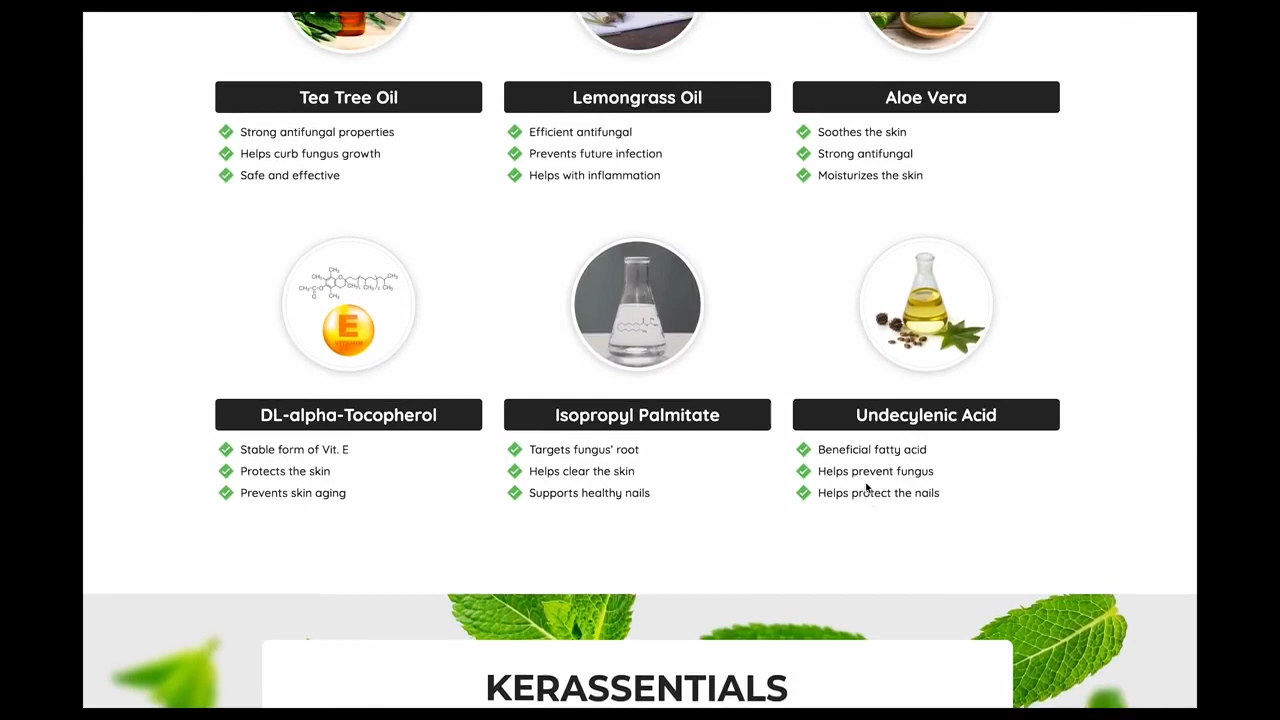 Tea Tree Oil
Strong antifungal properties
Helps curb fungus growth
Safe and effective
Lemongrass Oil
Efficient antifungal
Prevents future infection
Helps with inflammation
Aloe Vera
Soothes the skin
Strong antifungal
Moisturizes the skin
E
VITAMIN
DL-alpha-Tocopherol
Stable form of Vit. E
Protects the skin
Prevents skin aging
Isopropyl Palmitate
Targets fungus’ root
Helps clear the skin
Supports healthy nails
Undecylenic Acid
Beneficial fatty acid
Helps prevent fungus
Helps protect the nails
KERASSENTIALS